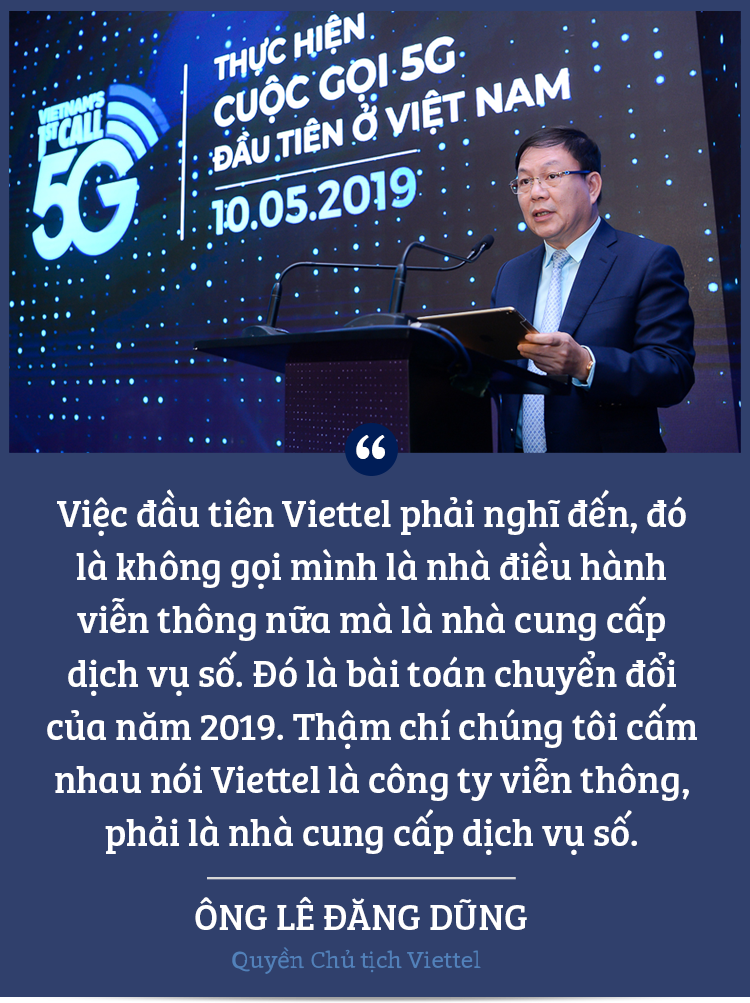 VIETNAM'S
1ST CALL
5G
THỰC HIỆN
CUỘC GỌI 5G
ĐẦU TIÊN Ở VIỆT NAM
10.05.2019
“
Việc đầu tiên Viettel phải nghĩ đến, đó
là không gọi mình là nhà điều hành
viễn thông nữa mà là nhà cung cấp
dịch vụ số. Đó là bài toán chuyển đổi
của năm 2019. Thậm chí chúng tôi cấm
nhau nói Viettel là công ty viễn thông,
phải là nhà cung cấp dịch vụ số.
ÔNG LÊ ĐĂNG DŨNG
Quyền Chủ tịch Viettel